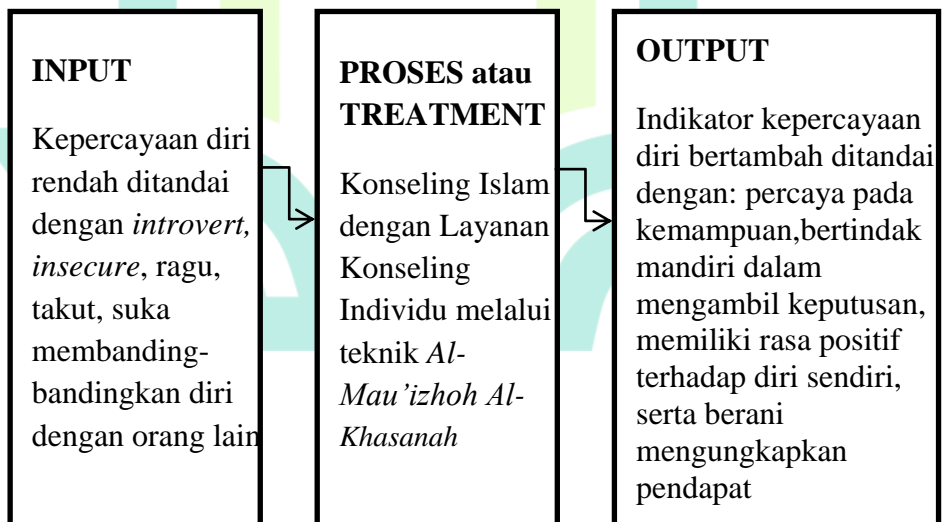 INPUT
Kepercayaan diri
rendah ditandai
dengan introvert,
insecure, ragu,
takut, suka
membanding-
bandingkan diri
dengan orang lain
PROSES atau
TREATMENT
Konseling Islam
dengan Layanan
Konseling
Individu melalui
teknik Al-
Mau’izhoh Al-
Khasanah
OUTPUT
Indikator kepercayaan
diri bertambah ditandai
dengan: percaya pada
kemampuan,bertindak
mandiri dalam
mengambil keputusan,
memiliki rasa positif
terhadap diri sendiri,
serta berani
mengungkapkan
pendapat